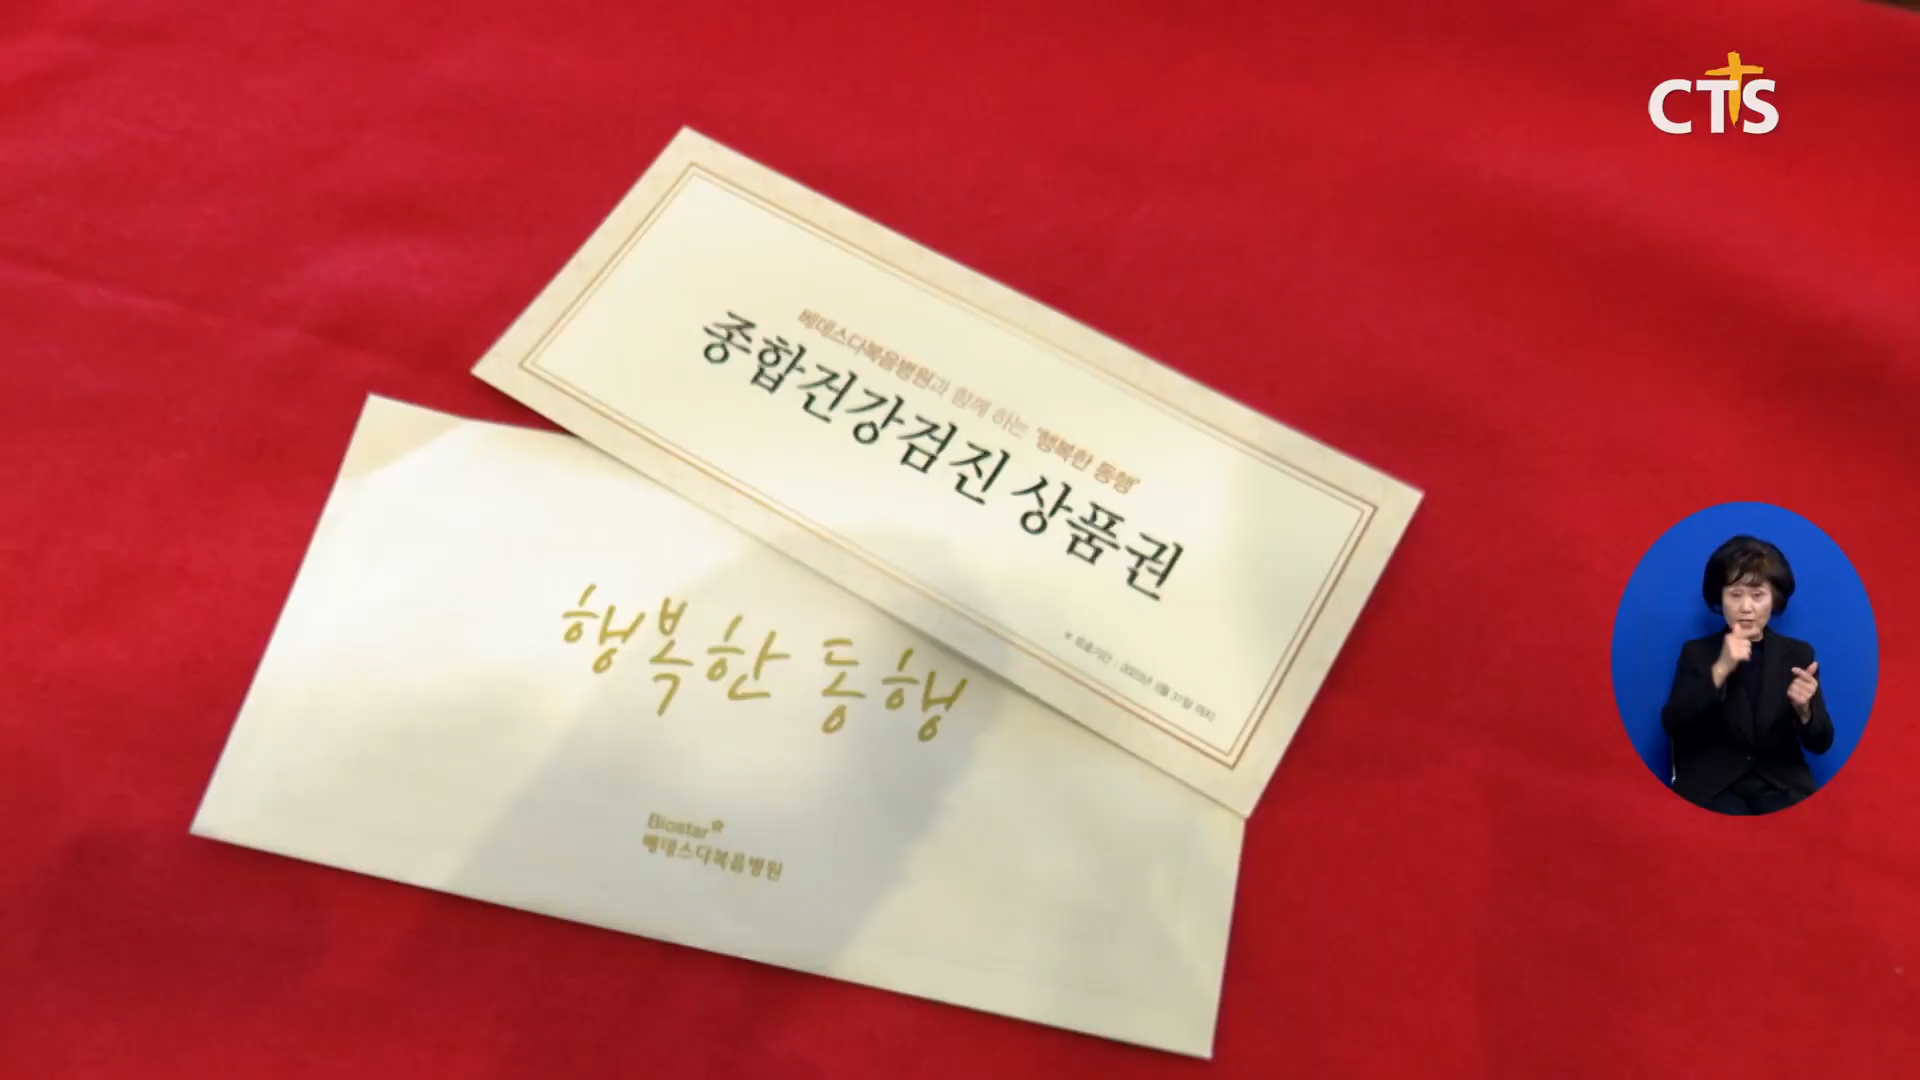 CTS
베데스다복음병원과 함께 하는 '행복한 동행'
종합건강검진 상품권
행복한 동행
Biostar
베데스다복음병원